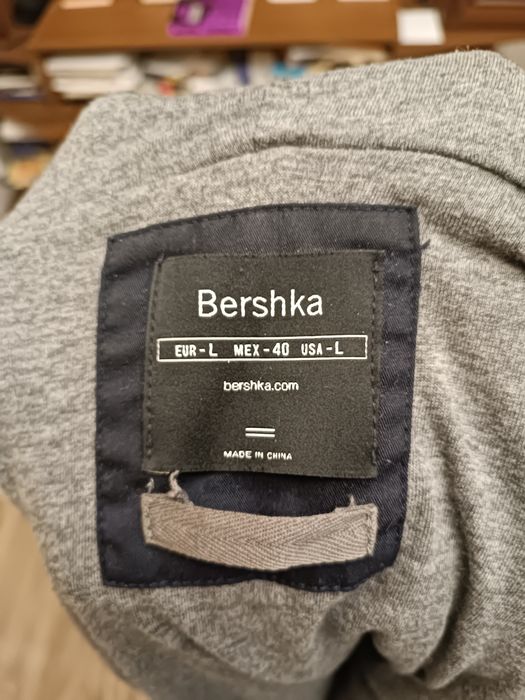 Bershka
EUR-L MEX-40 USA-L
bershka.com
MADE IN CHINA